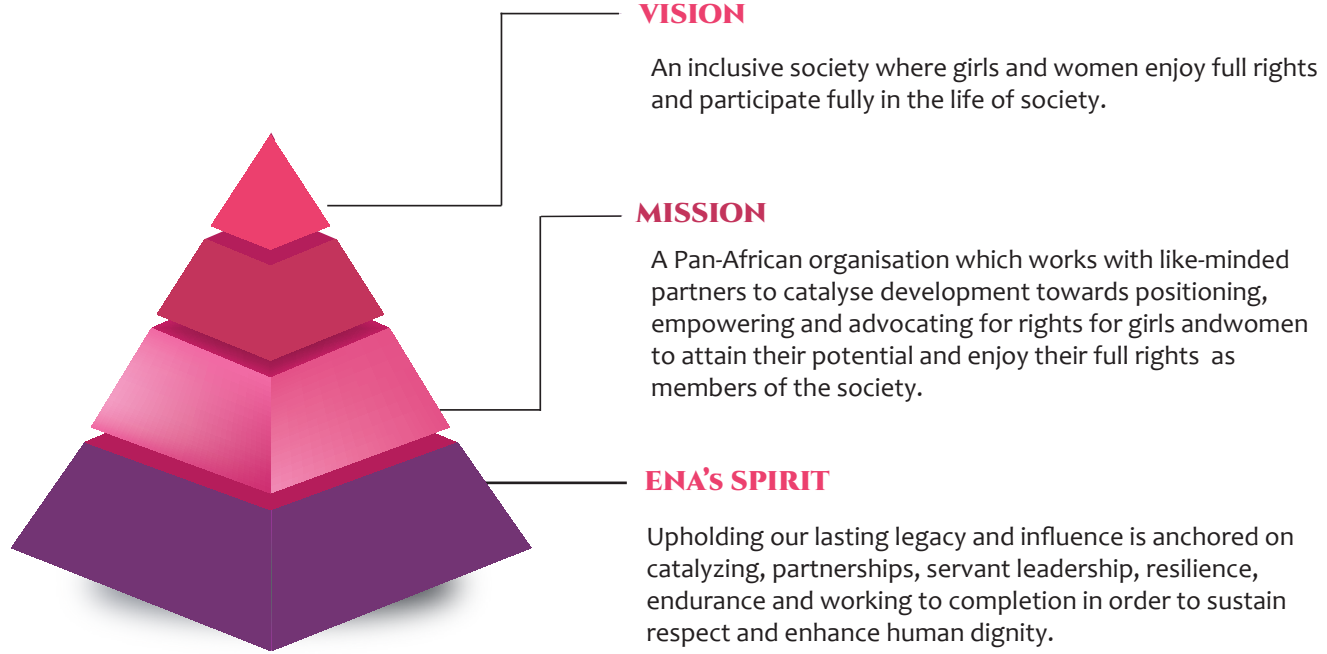 VISION
An inclusive society where girls and women enjoy full rights
and participate fully in the life of society.
MISSION
A Pan-African organisation which works with like-minded
partners to catalyse development towards positioning,
empowering and advocating for rights for girls andwomen
to attain their potential and enjoy their full rights  as
members of the society.
ENA's SPIRIT
Upholding our lasting legacy and influence is anchored on
catalyzing, partnerships, servant leadership, resilience,
endurance and working to completion in order to sustain
respect and enhance human dignity.